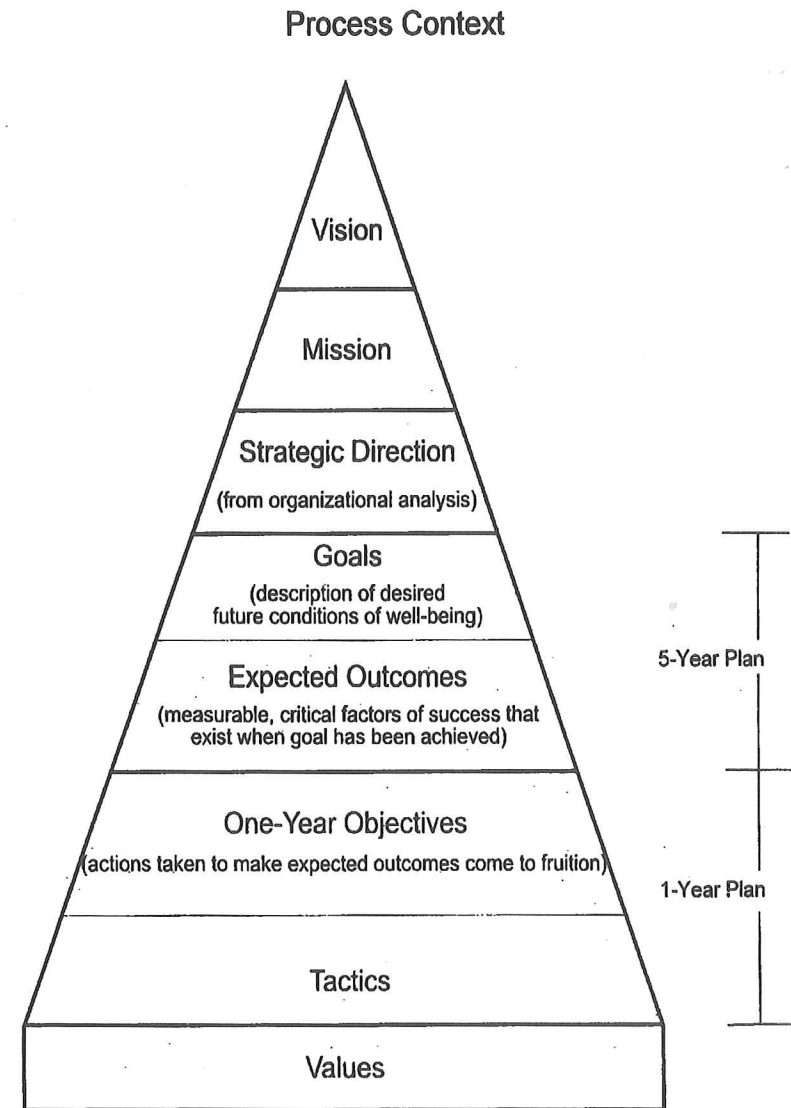 Process Context
Vision
Mission
Strategic Direction
(from organizational analysis)
Goals
(description of desired
future conditions of well-being)
Expected Outcomes
(measurable, critical factors of success that
exist when goal has been achieved)
5-Year Plan
One-Year Objectives
(actions taken to make expected outcomes come to fruition)
1-Year Plan
Tactics
Values